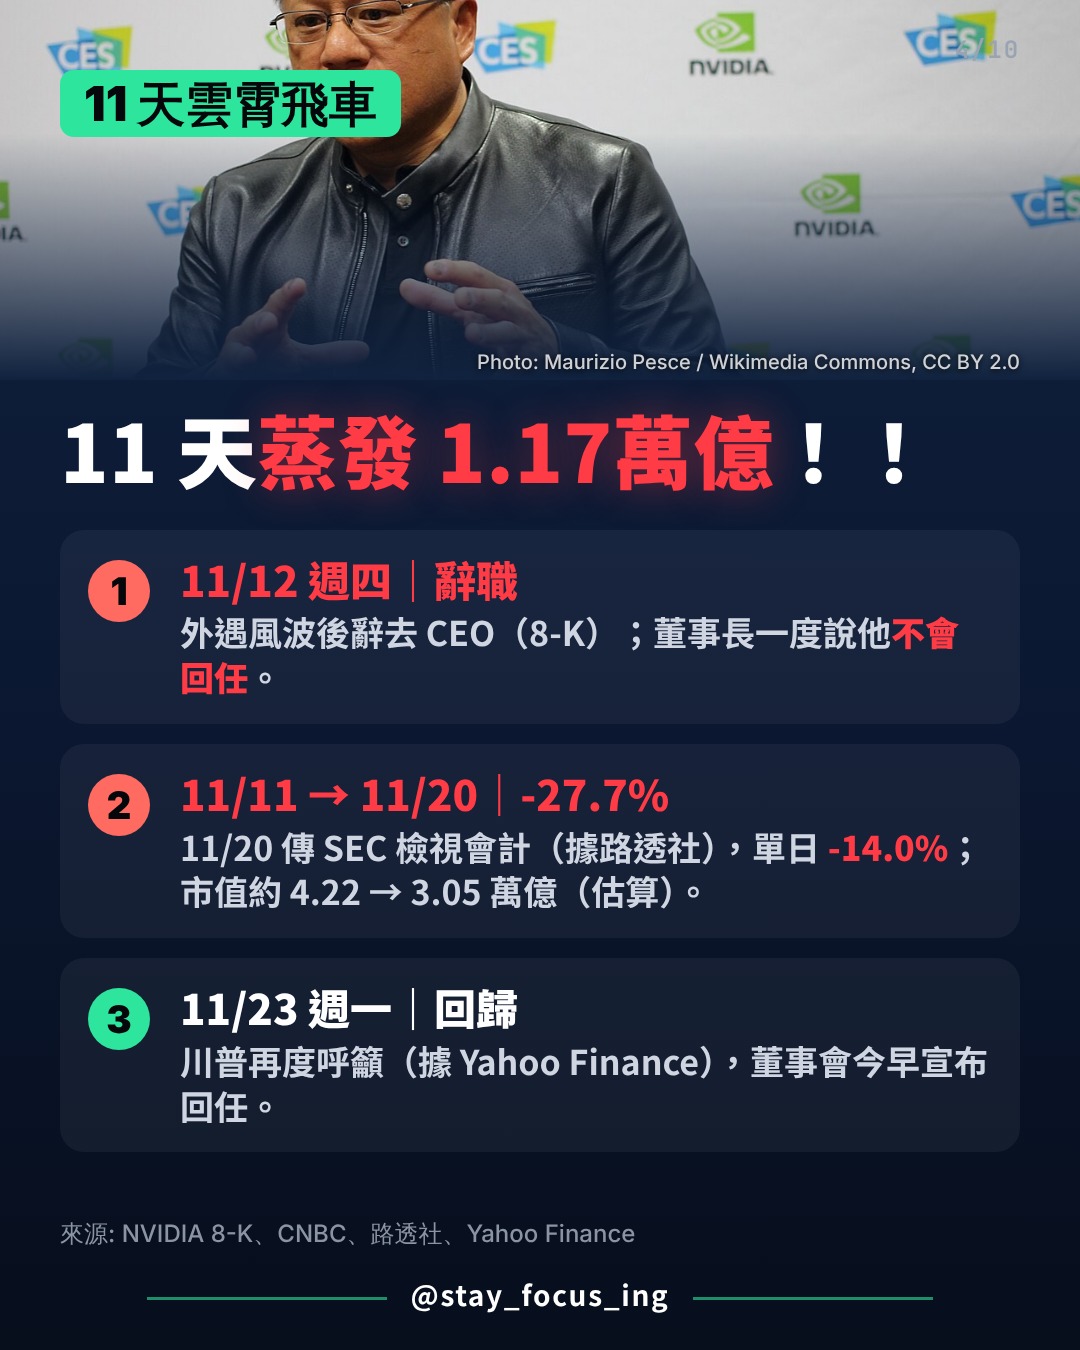 CES
CES
NVIDIA
CES
/10
11 天雲霄飛車
CES
NVIDIA
CES
Photo: Maurizio Pesce / Wikimedia Commons, CC BY 2.0
11 天蒸發 1.17萬億！！
1
11/12 週四｜辭職
外遇風波後辭去 CEO（8-K）；董事長一度說他不會
回任。
2
11/11 → 11/20｜-27.7%
11/20 傳 SEC 檢視會計（據路透社），單日 -14.0%；
市值約 4.22 → 3.05 萬億（估算）。
3
11/23 週一｜回歸
川普再度呼籲（據 Yahoo Finance），董事會今早宣布
回任。
來源: NVIDIA 8-K、CNBC、路透社、Yahoo Finance
@stay_focus_ing